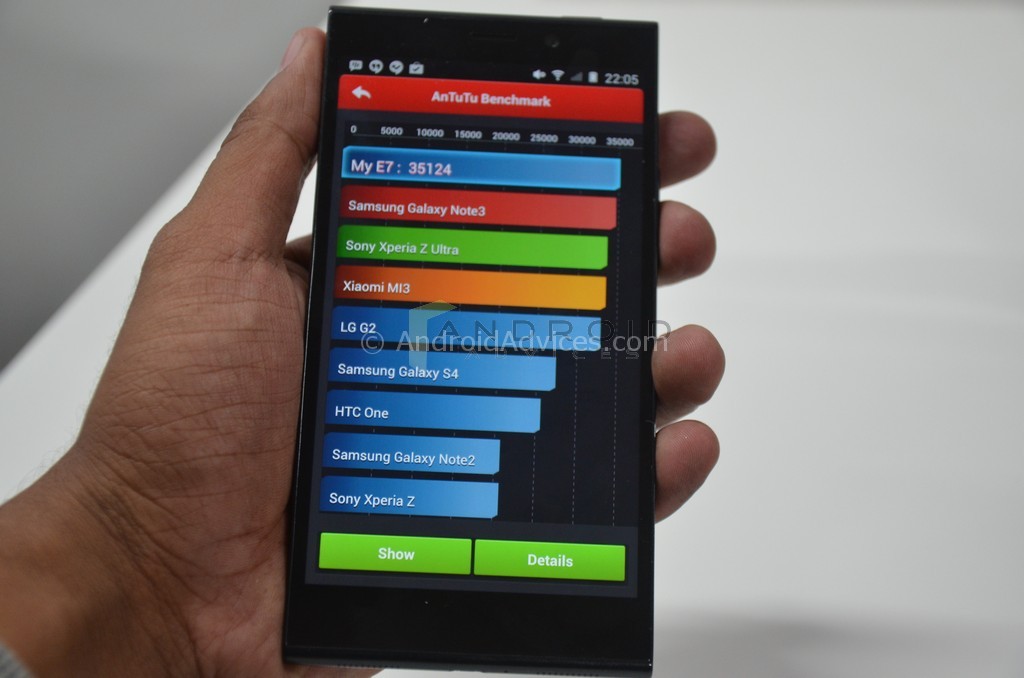 22:05
AnTuTu Benchmark
0 5000 10000 15000 20000 25000 30000 35000
My E7 : 35124
Samsung Galaxy Note3
Sony Xperia Z Ultra
Xiaomi MI3
LG G2
ANDROID
© AndroidAdvices.com
Samsung Galaxy S4
HTC One
Samsung Galaxy Note2
Sony Xperia Z
Show Details